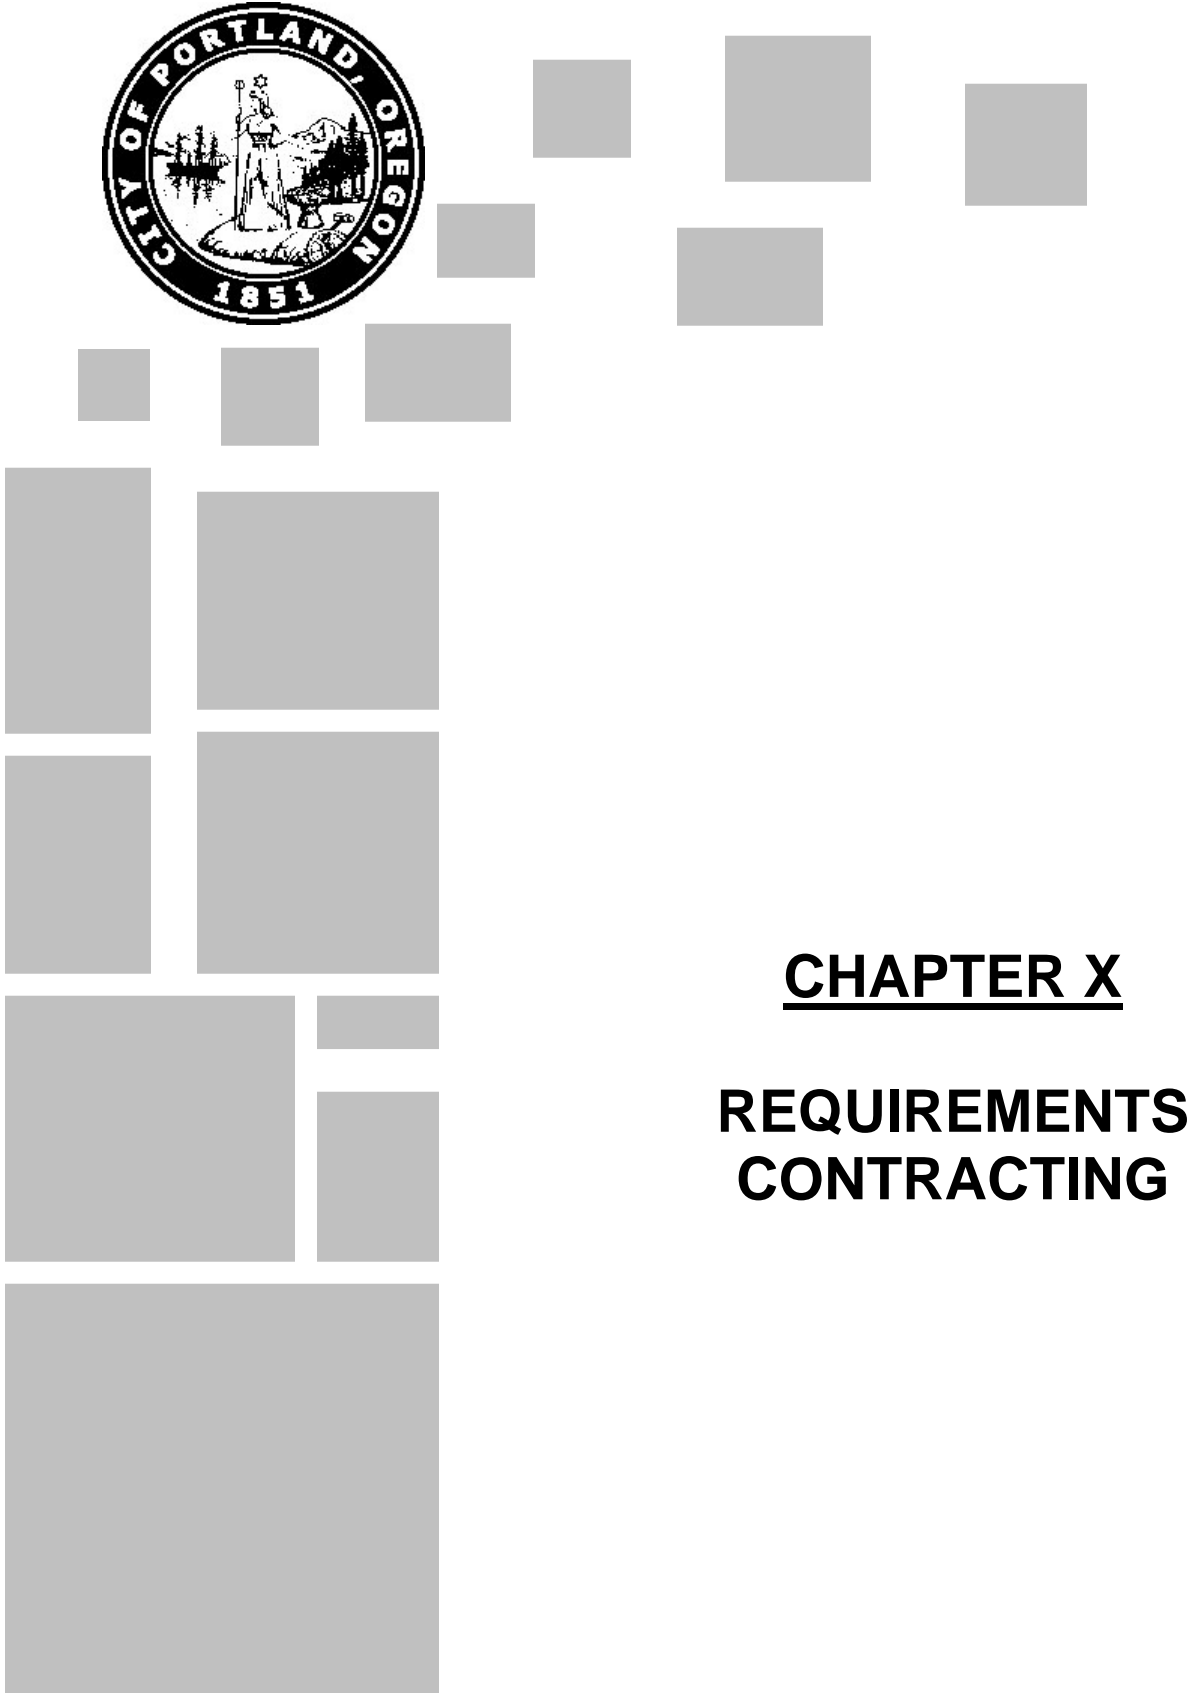 CITY OF PORTLAND, OREGON
1851
CHAPTER X
REQUIREMENTS
CONTRACTING